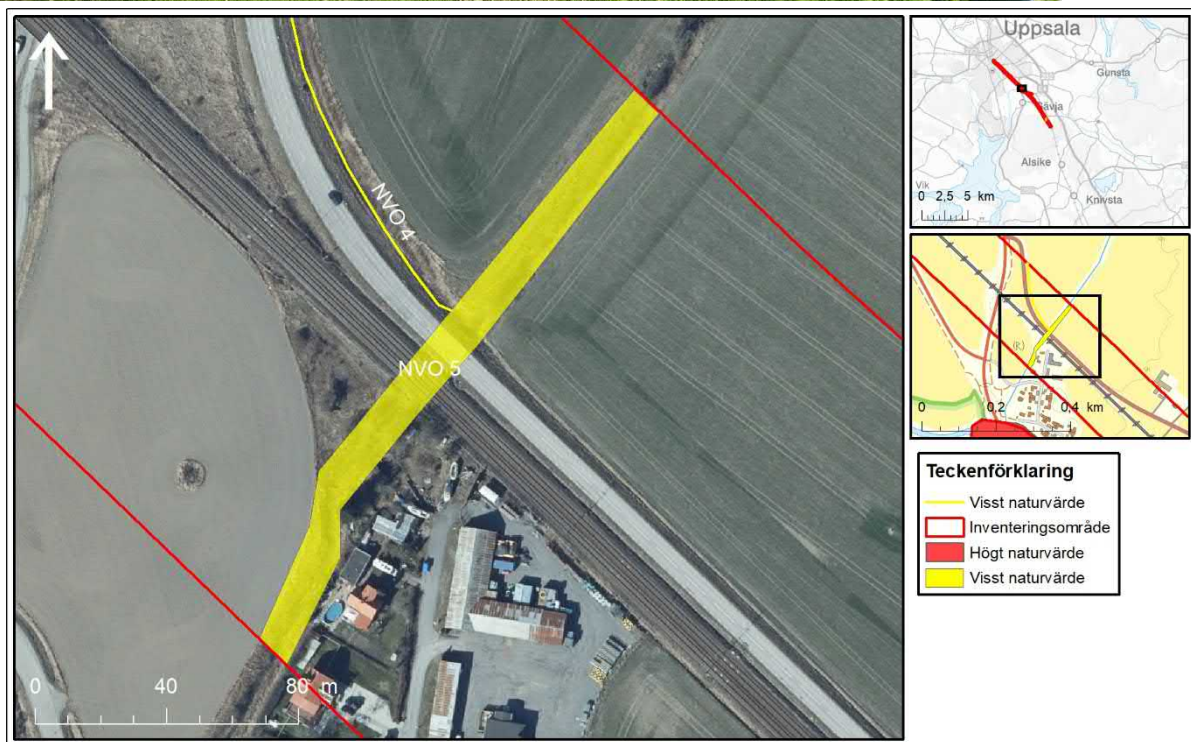 NVO 4
NVO 5
0 40 80 m
Uppsala
Gunsta
Sävja
Alsike
Vik
Knivsta
0 2,5 5 km
(R)
0 0,2 0,4 km
Teckenförklaring
Visst naturvärde
Inventeringsområde
Högt naturvärde
Visst naturvärde